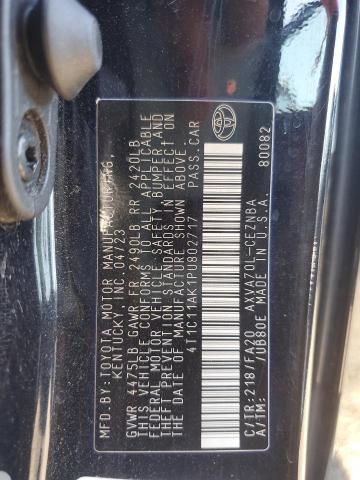 MFD. BY: TOYOTA MOTOR MANUFACTURING,
KENTUCKY, INC. 04/23
GVWR 4475LB GAWR FR 2490LB RR 2420LB
THIS VEHICLE CONFORMS TO ALL APPLICABLE
FEDERAL MOTOR VEHICLE SAFETY, BUMPER AND
THEFT PREVENTION STANDARDS IN EFFECT ON
THE DATE OF MANUFACTURE SHOWN ABOVE.
4T1C11AK1PU802717 PASS. CAR
C/TR: 218/FA20 AXVA70L-CEZNBA
A/TM: /UB80E MADE IN U.S.A.
80082